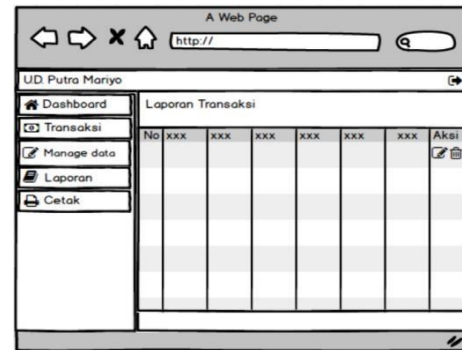 A Web Page
http://
UD. Putra Mariyo
Dashboard
Transaksi
Manage data
Laporan
Cetak
Laporan Transaksi
No xxx xxx xxx xxx xxx xxx Aksi